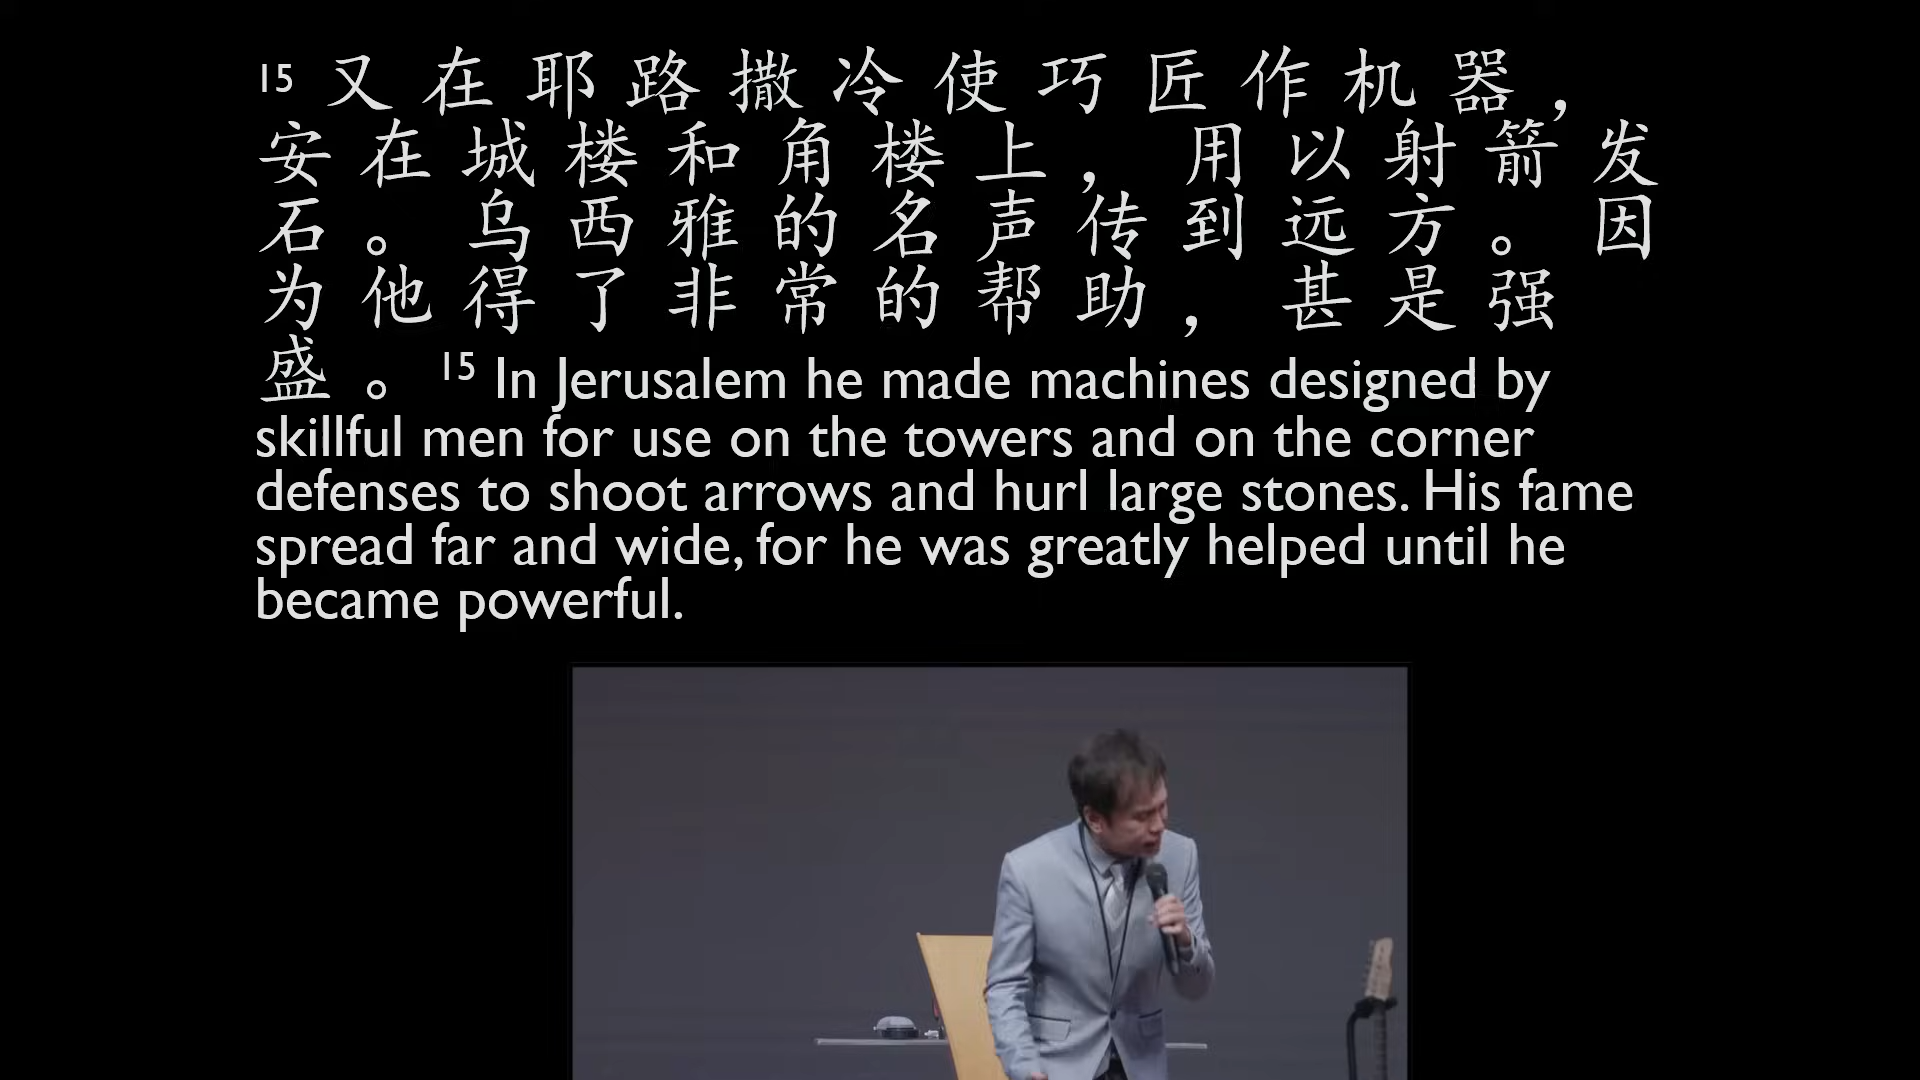 15 又在耶路撒冷使巧匠作机器，
安在城楼和角楼上，用以射箭发
石。乌西雅的名声传到远方。因
为他得了非常的帮助，甚是强
盛。15 In Jerusalem he made machines designed by
skillful men for use on the towers and on the corner
defenses to shoot arrows and hurl large stones. His fame
spread far and wide, for he was greatly helped until he
became powerful.